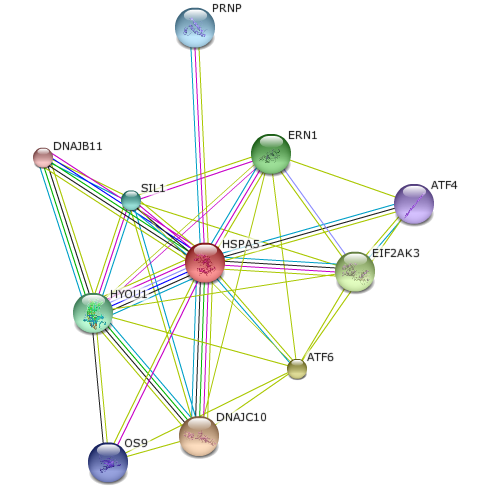 PRNP
ERN1
DNAJB11
SIL1
ATF4
HSPA5
EIF2AK3
HYOU1
ATF6
DNAJC10
OS9